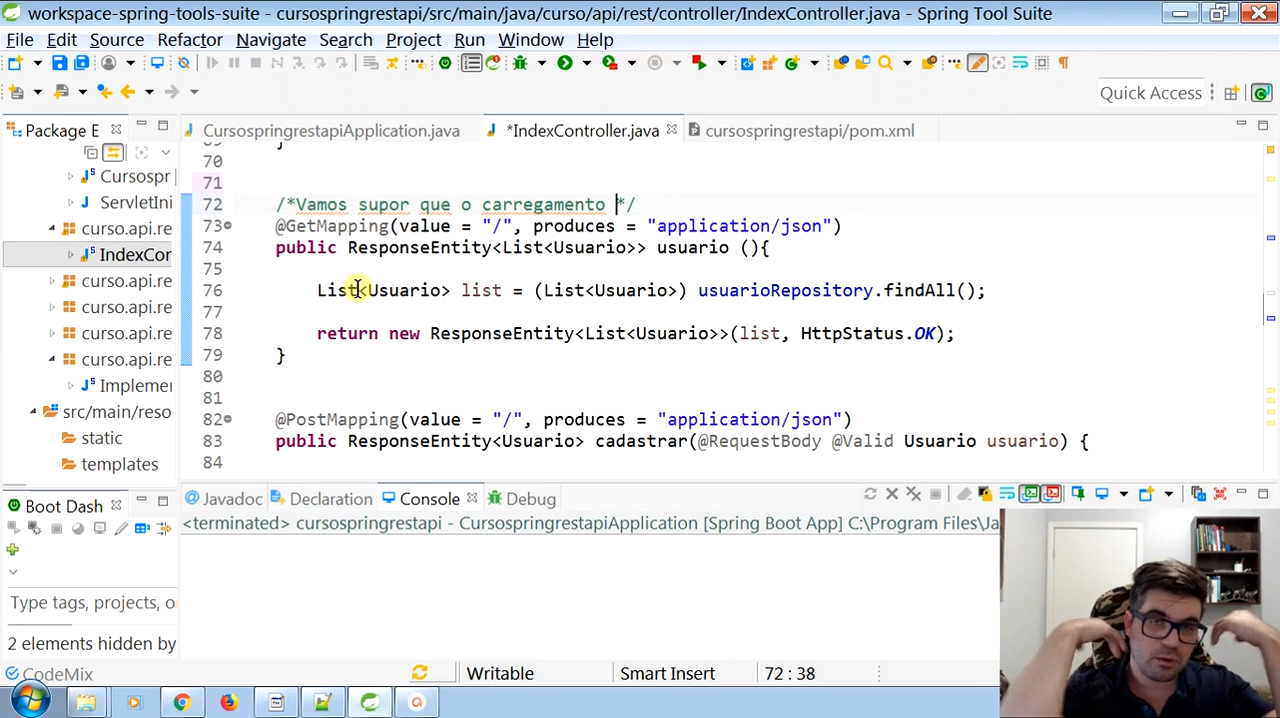 workspace-spring-tools-suite - cursospringrestapi/src/main/java/curso/api/rest/controller/IndexController.java - Spring Tool Suite
File Edit Source Refactor Navigate Search Project Run Window Help
Quick Access
Package E
CursospringrestapiApplication.java
*IndexController.java
cursospringrestapi/pom.xml
Cursospr
ServletIni
curso.api.re
IndexCor
curso.api.re
curso.api.re
curso.api.re
curso.api.re
Implemer
src/main/reso
static
templates
69 }
70
71
72 /*Vamos supor que o carregamento */
73 @GetMapping(value = "/", produces = "application/json")
74 public ResponseEntity<List<Usuario>> usuario (){
75
76 List<Usuario> list = (List<Usuario>) usuarioRepository.findAll();
77
78 return new ResponseEntity<List<Usuario>>(list, HttpStatus.OK);
79 }
80
81
82 @PostMapping(value = "/", produces = "application/json")
83 public ResponseEntity<Usuario> cadastrar(@RequestBody @Valid Usuario usuario) {
84
Boot Dash
Type tags, projects, o
2 elements hidden by
@ Javadoc Declaration Console Debug
<terminated> cursospringrestapi - CursospringrestapiApplication [Spring Boot App] C:\Program Files\Ja
CodeMix
Writable
Smart Insert
72 : 38